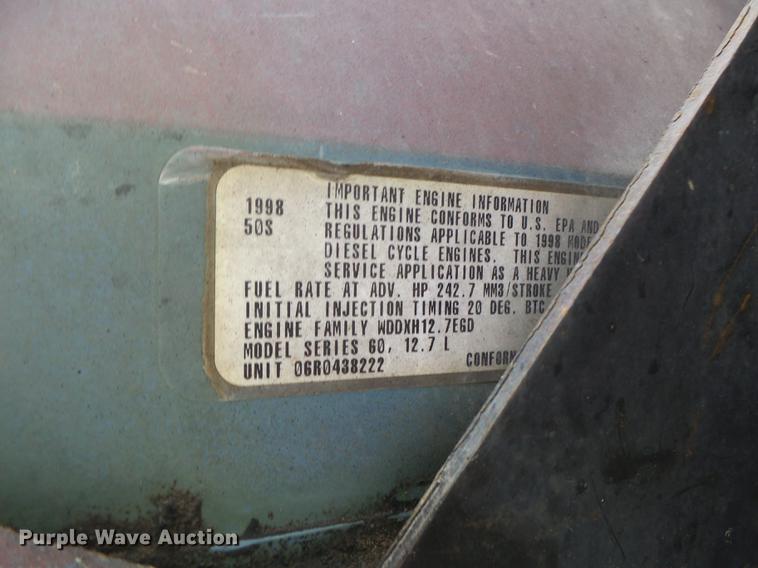 IMPORTANT ENGINE INFORMATION
1998 THIS ENGINE CONFORMS TO U.S. EPA AND
50S REGULATIONS APPLICABLE TO 1998
DIESEL CYCLE ENGINES. THIS
SERVICE APPLICATION AS A HEAVY
FUEL RATE AT ADV. HP 242.7 MM3/STROKE
INITIAL INJECTION TIMING 20 DEG. BTC
ENGINE FAMILY WDDXH12.7EGD
MODEL SERIES 60, 12.7 L
UNIT 06R0438222
Purple Wave Auction